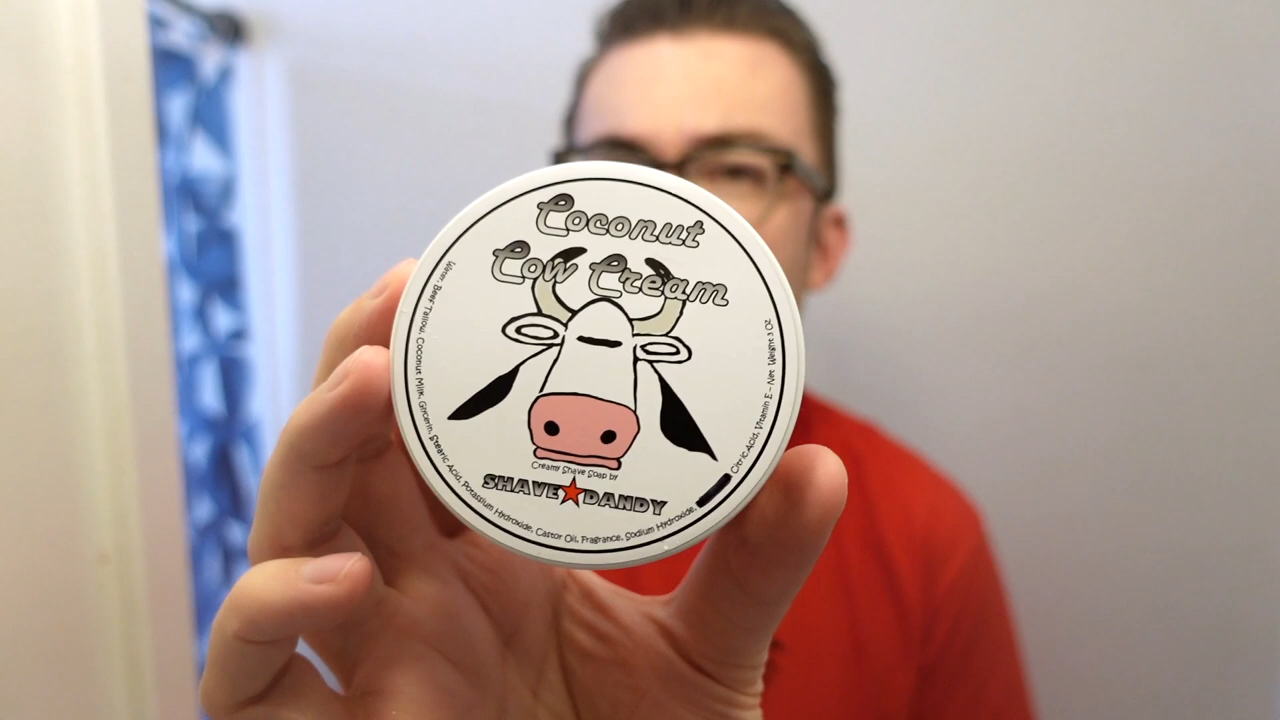 Coconut
Cow Cream
Creamy Shave Soap by
SHAVE DANDY
Water, Beef Tallow, Coconut Milk, Glycerin, Stearic Acid, Potassium Hydroxide, Castor Oil, Fragrance, Sodium Hydroxide, Citric Acid, Vitamin E - Net Weight 3 Oz